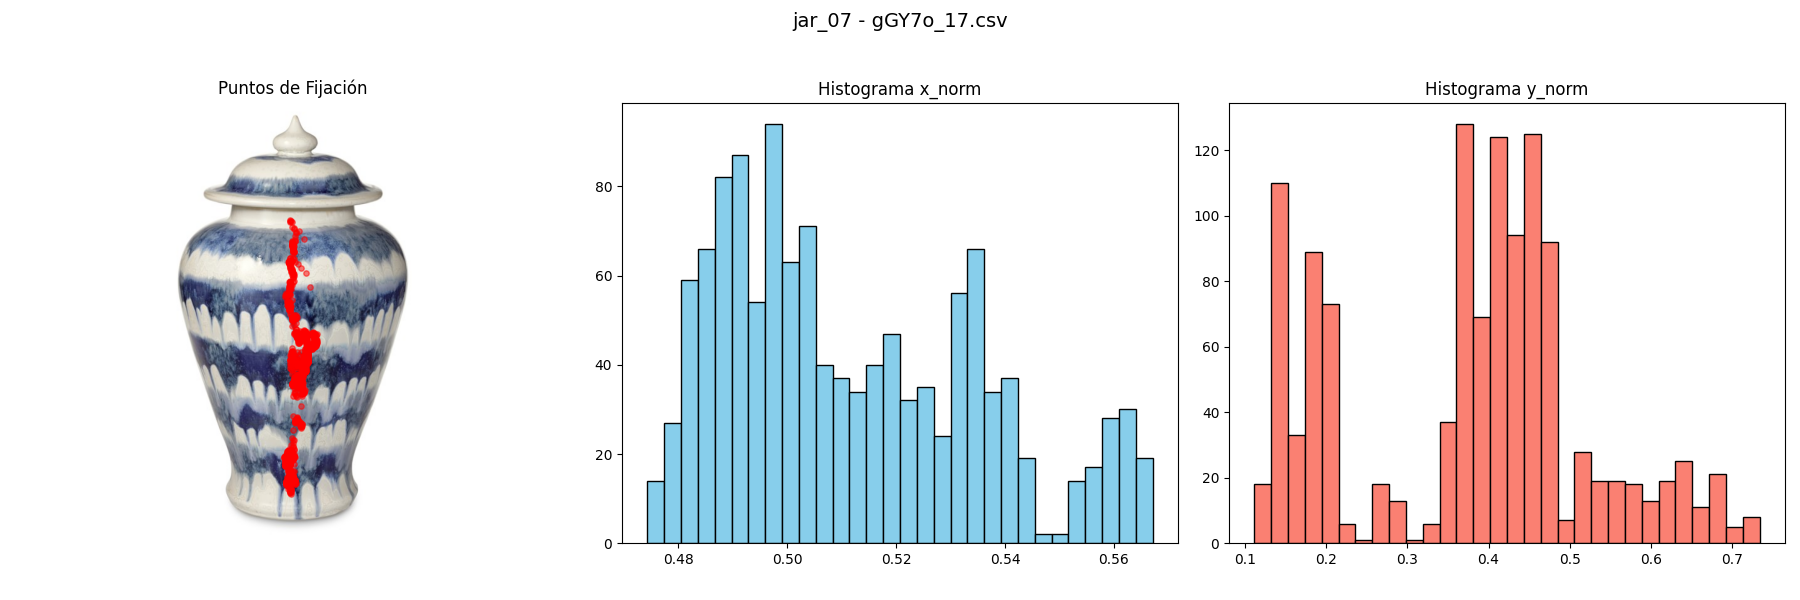 jar_07 - gGY7o_17.csv
Puntos de Fijación
Histograma x_norm
80
60
40
20
0
0.48 0.50 0.52 0.54 0.56
Histograma y_norm
120
100
80
60
40
20
0
0.1 0.2 0.3 0.4 0.5 0.6 0.7